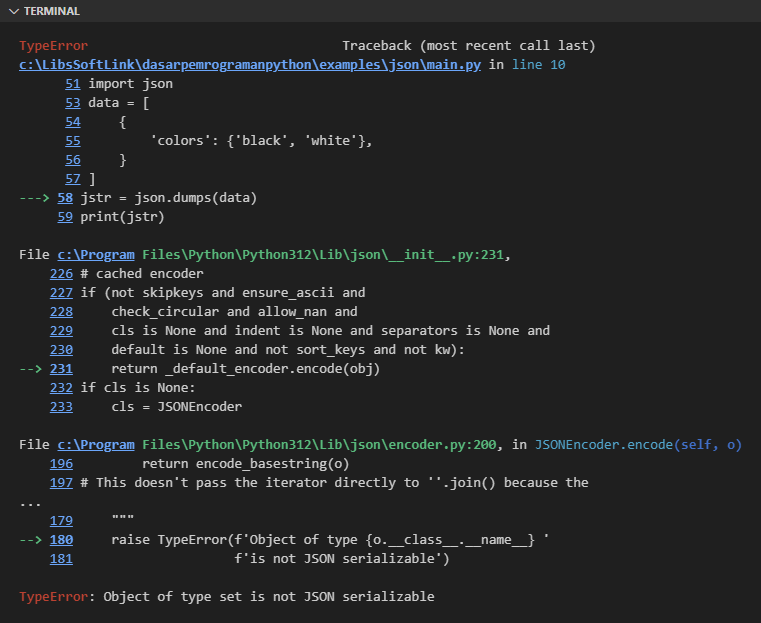 TERMINAL
TypeError                                 Traceback (most recent call last)
c:\LibsSoftLink\dasarpemrogramanpython\examples\json\main.py in line 10
      51 import json
      53 data = [
      54     {
      55         'colors': {'black', 'white'},
      56     }
      57 ]
---> 58 jstr = json.dumps(data)
     59 print(jstr)

File c:\Program Files\Python\Python312\Lib\json\__init__.py:231,
    226 # cached encoder
    227 if (not skipkeys and ensure_ascii and
    228     check_circular and allow_nan and
    229     cls is None and indent is None and separators is None and
    230     default is None and not sort_keys and not kw):
--> 231     return _default_encoder.encode(obj)
    232 if cls is None:
    233     cls = JSONEncoder

File c:\Program Files\Python\Python312\Lib\json\encoder.py:200, in JSONEncoder.encode(self, o)
    196         return encode_basestring(o)
    197 # This doesn't pass the iterator directly to ''.join() because the
...
    179     """
--> 180     raise TypeError(f'Object of type {o.__class__.__name__} '
    181                     f'is not JSON serializable')

TypeError: Object of type set is not JSON serializable